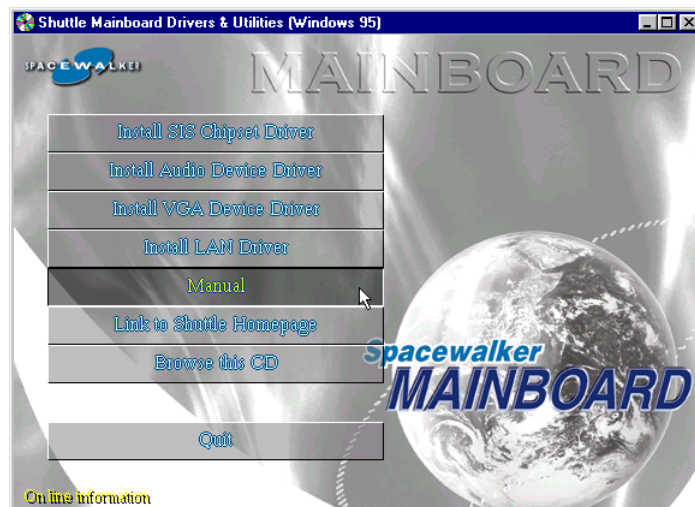 Shuttle Mainboard Drivers & Utilities (Windows 95)
SPACEWALKER
MAINBOARD
Install SIS Chipset Driver
Install Audio Device Driver
Install VGA Device Driver
Install LAN Driver
Manual
Link to Shuttle Homepage
Browse this CD
Spacewalker
MAINBOARD
Quit
On line information